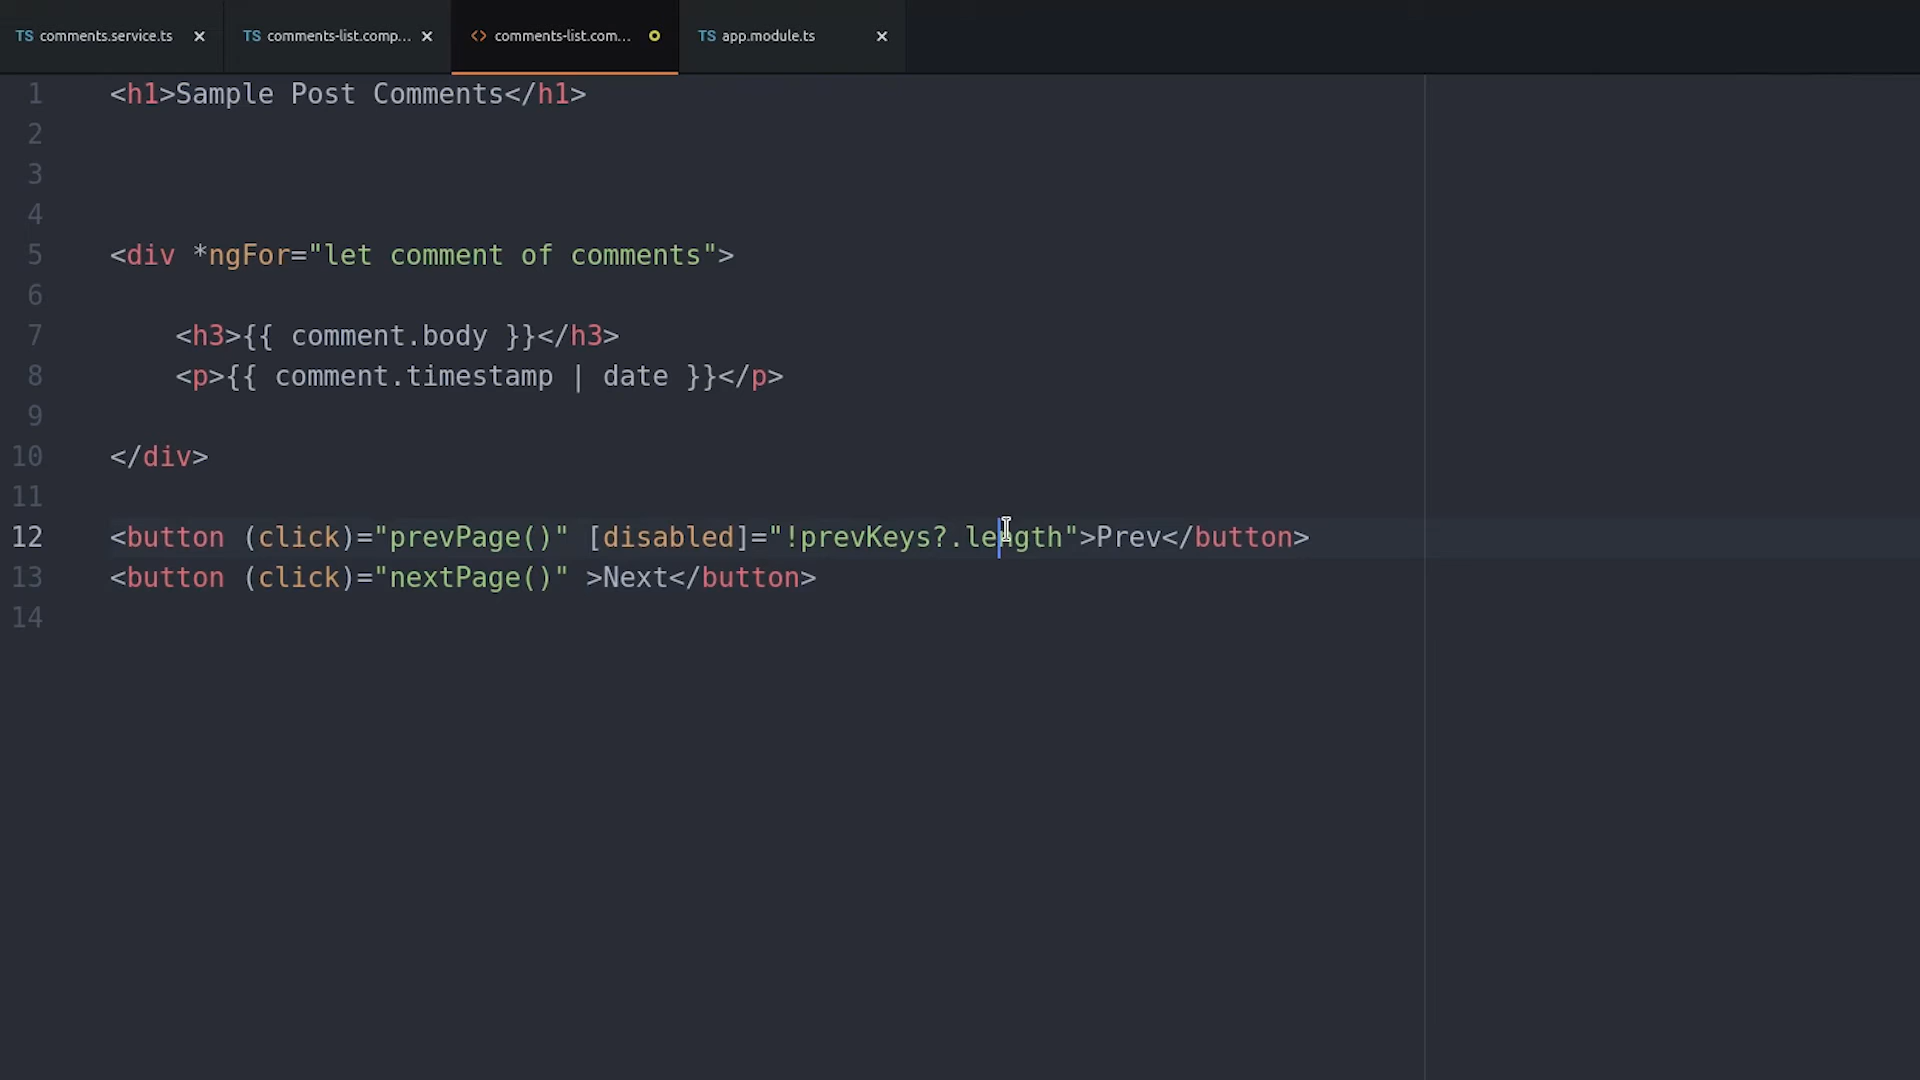 TS comments.service.ts × TS comments-list.comp... × <> comments-list.com... TS app.module.ts ×
1 <h1>Sample Post Comments</h1>
2
3
4
5 <div *ngFor="let comment of comments">
6
7 <h3>{{ comment.body }}</h3>
8 <p>{{ comment.timestamp | date }}</p>
9
10 </div>
11
12 <button (click)="prevPage()" [disabled]="!prevKeys?.length">Prev</button>
13 <button (click)="nextPage()" >Next</button>
14